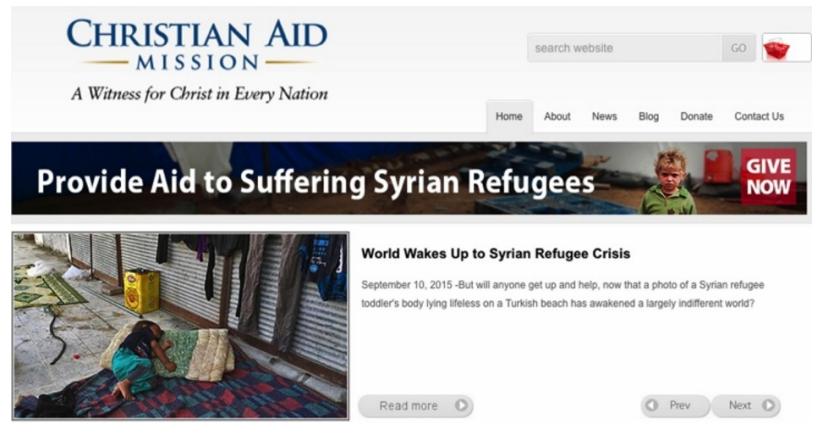 CHRISTIAN AID
MISSION
A Witness for Christ in Every Nation
search website GO
Home About News Blog Donate Contact Us
Provide Aid to Suffering Syrian Refugees
GIVE
NOW
World Wakes Up to Syrian Refugee Crisis
September 10, 2015 -But will anyone get up and help, now that a photo of a Syrian refugee
toddler's body lying lifeless on a Turkish beach has awakened a largely indifferent world?
Read more Prev Next